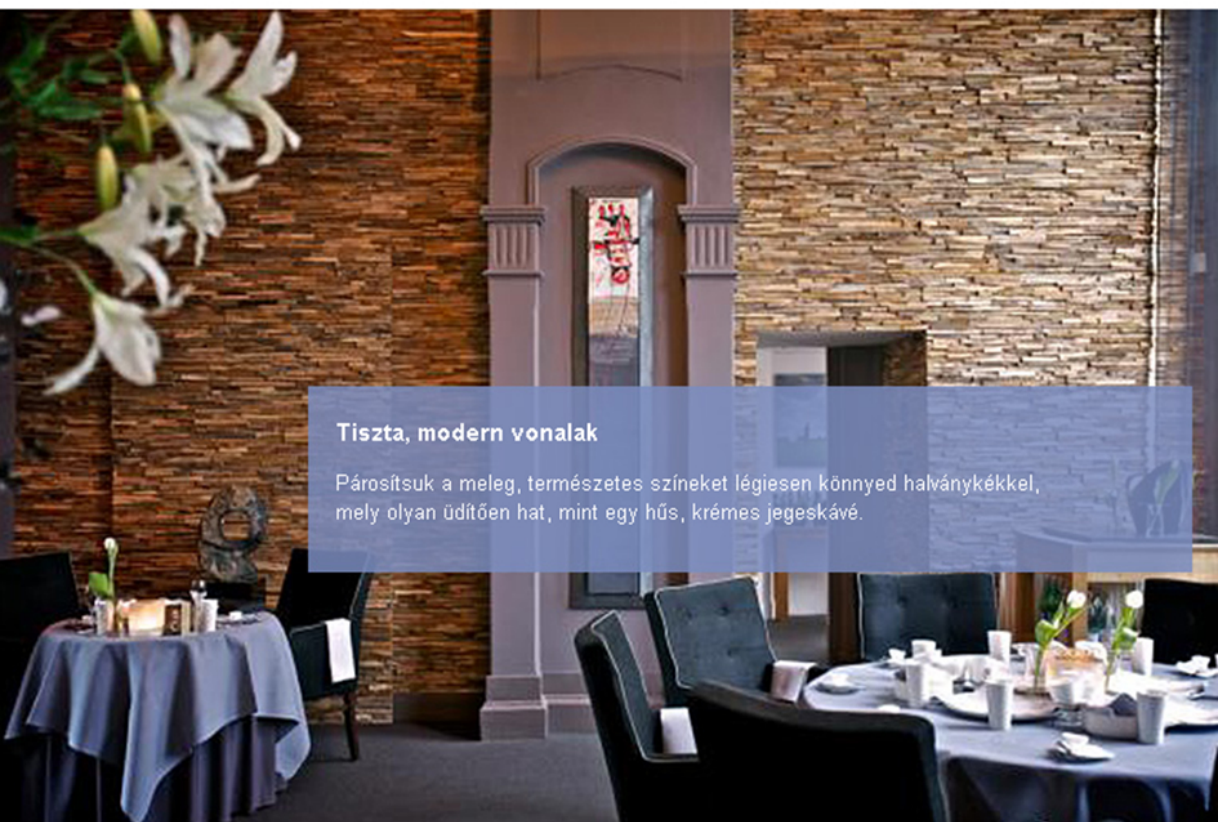 Tiszta, modern vonalak
Párosítsuk a meleg, természetes színeket légiesen könnyed halványkékkel,
mely olyan üdítően hat, mint egy hűs, krémes jegeskávé.